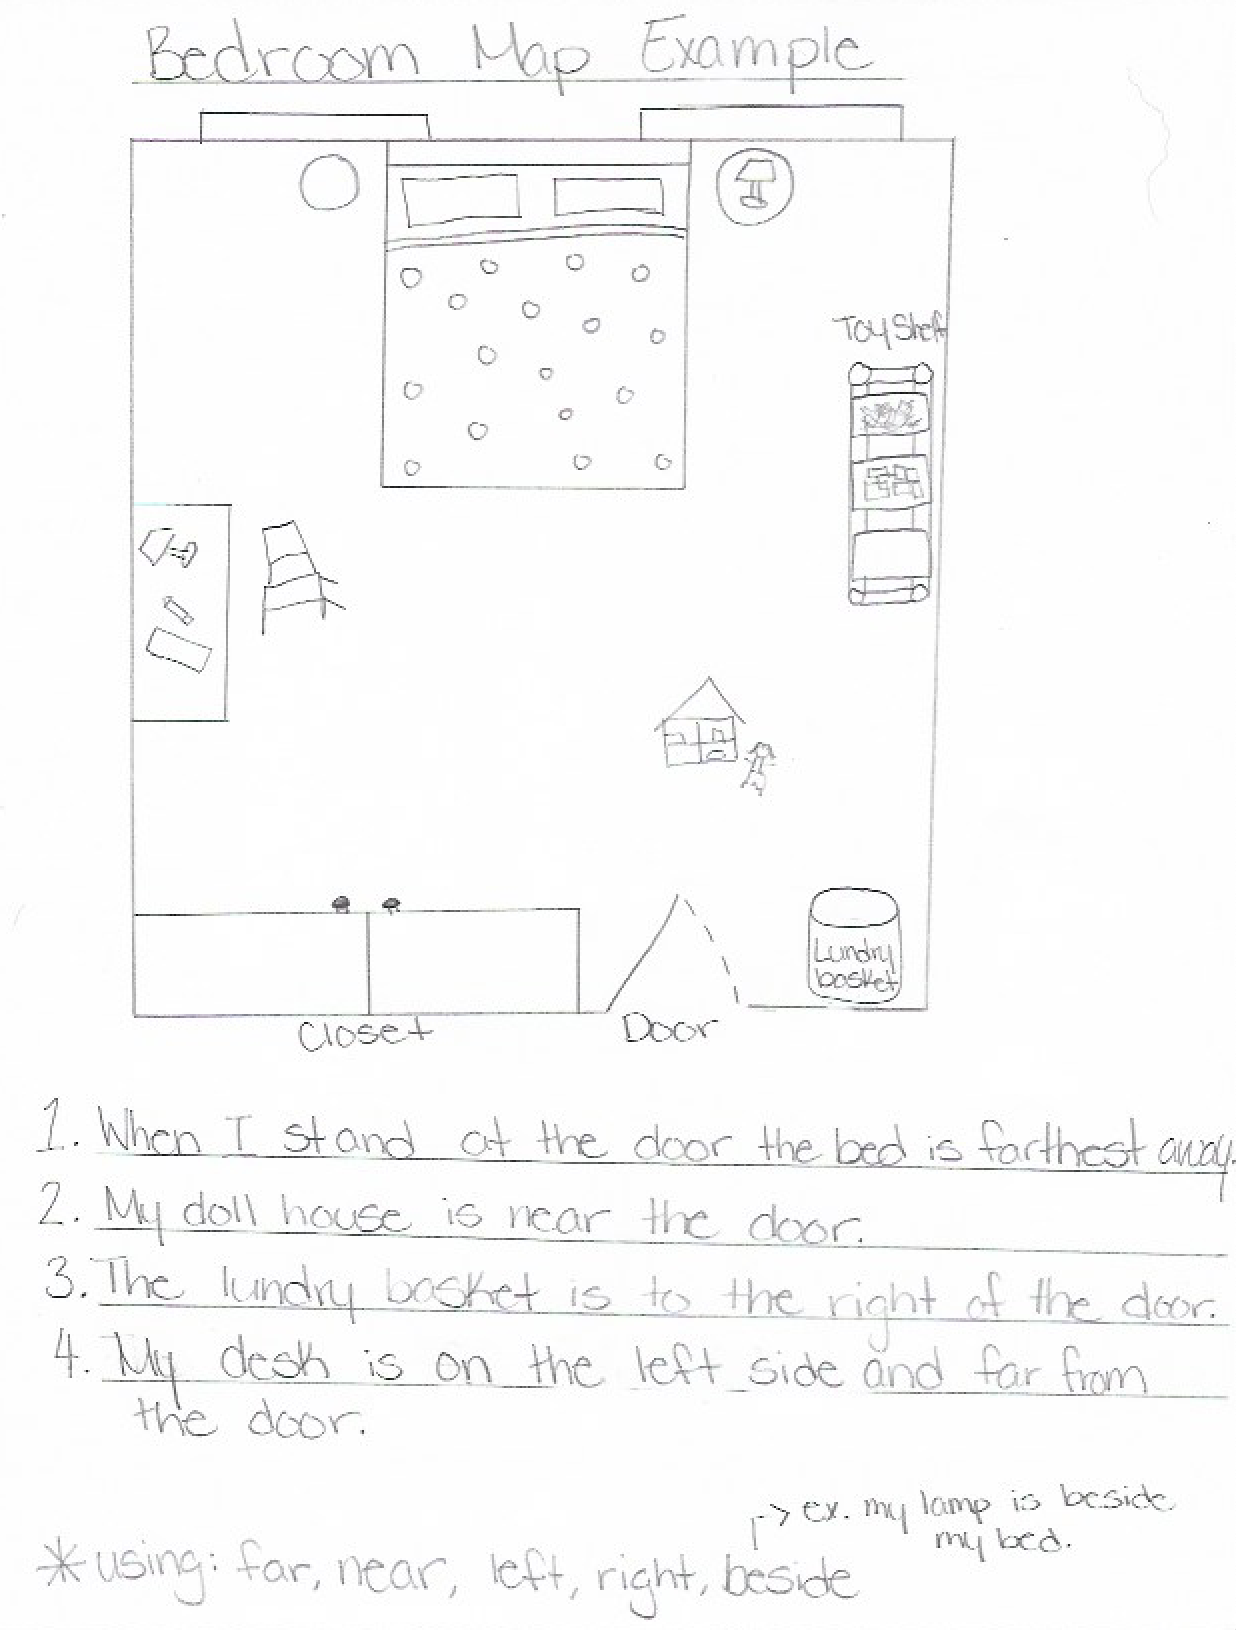 Bedroom Map Example
Toy Shelf
Lundry
basket
Closet
Door
1. When I stand at the door the bed is farthest away.
2. My doll house is near the door.
3. The lundry basket is to the right of the door.
4. My desk is on the left side and far from
the door.
-> ex. my lamp is beside
my bed.
* using: far, near, left, right, beside